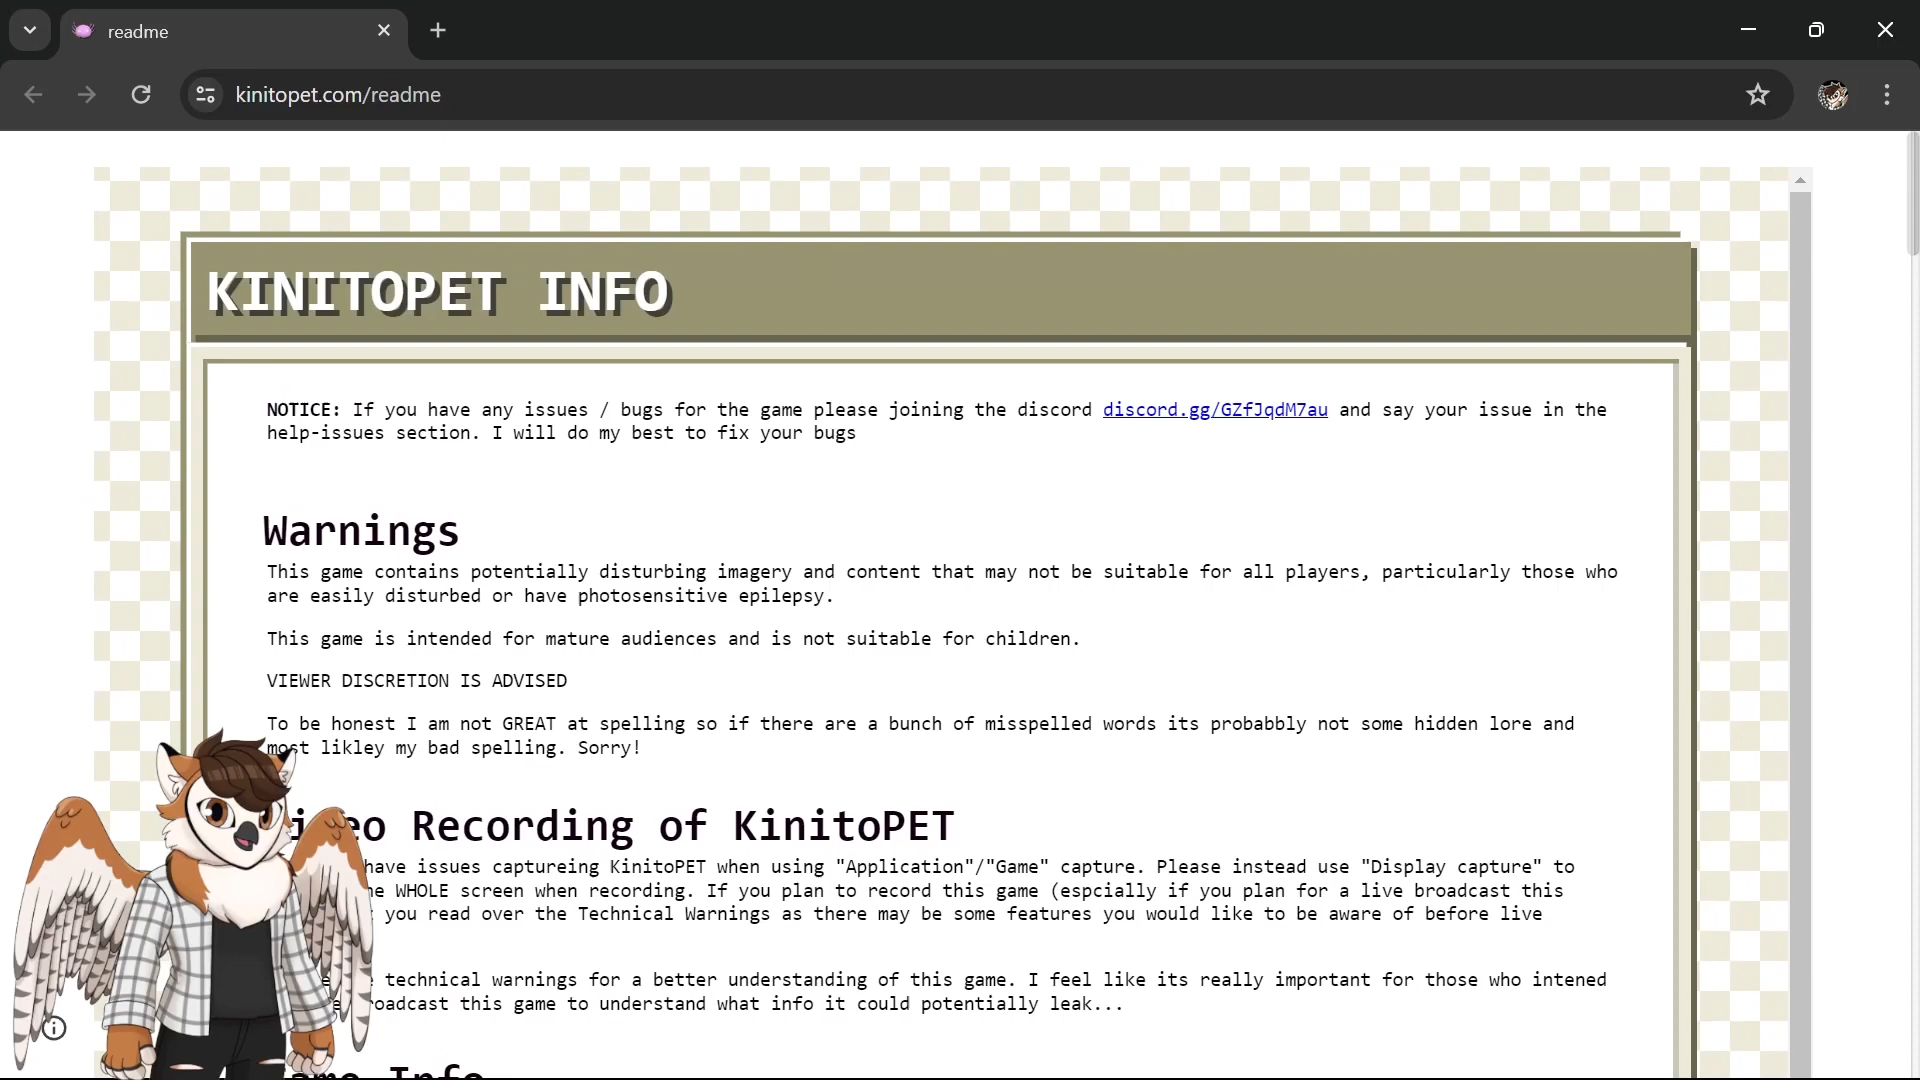 readme
kinitopet.com/readme
KINITOPET INFO
NOTICE: If you have any issues / bugs for the game please joining the discord discord.gg/GZfJqdM7au and say your issue in the
help-issues section. I will do my best to fix your bugs
Warnings
This game contains potentially disturbing imagery and content that may not be suitable for all players, particularly those who
are easily disturbed or have photosensitive epilepsy.
This game is intended for mature audiences and is not suitable for children.
VIEWER DISCRETION IS ADVISED
To be honest I am not GREAT at spelling so if there are a bunch of misspelled words its probabbly not some hidden lore and
most likley my bad spelling. Sorry!
Recording of KinitoPET
have issues captureing KinitoPET when using "Application"/"Game" capture. Please instead use "Display capture" to
WHOLE screen when recording. If you plan to record this game (espcially if you plan for a live broadcast this
you read over the Technical Warnings as there may be some features you would like to be aware of before live
technical warnings for a better understanding of this game. I feel like its really important for those who intened
this game to understand what info it could potentially leak...
Info